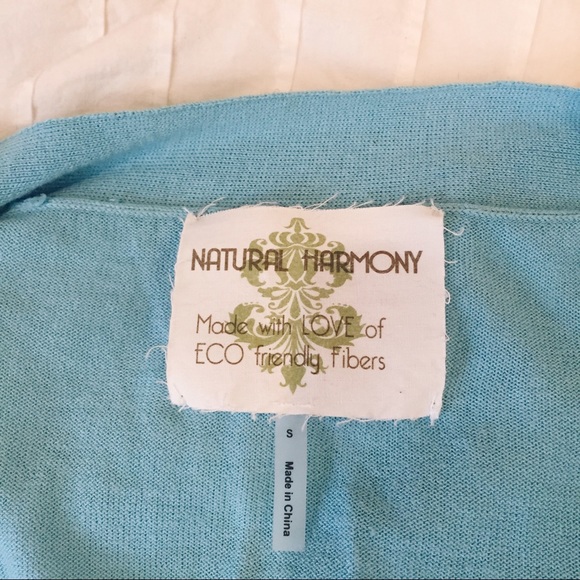 NATURAL HARMONY
Made with LOVE of
ECO friendly Fibers
S
Made in China